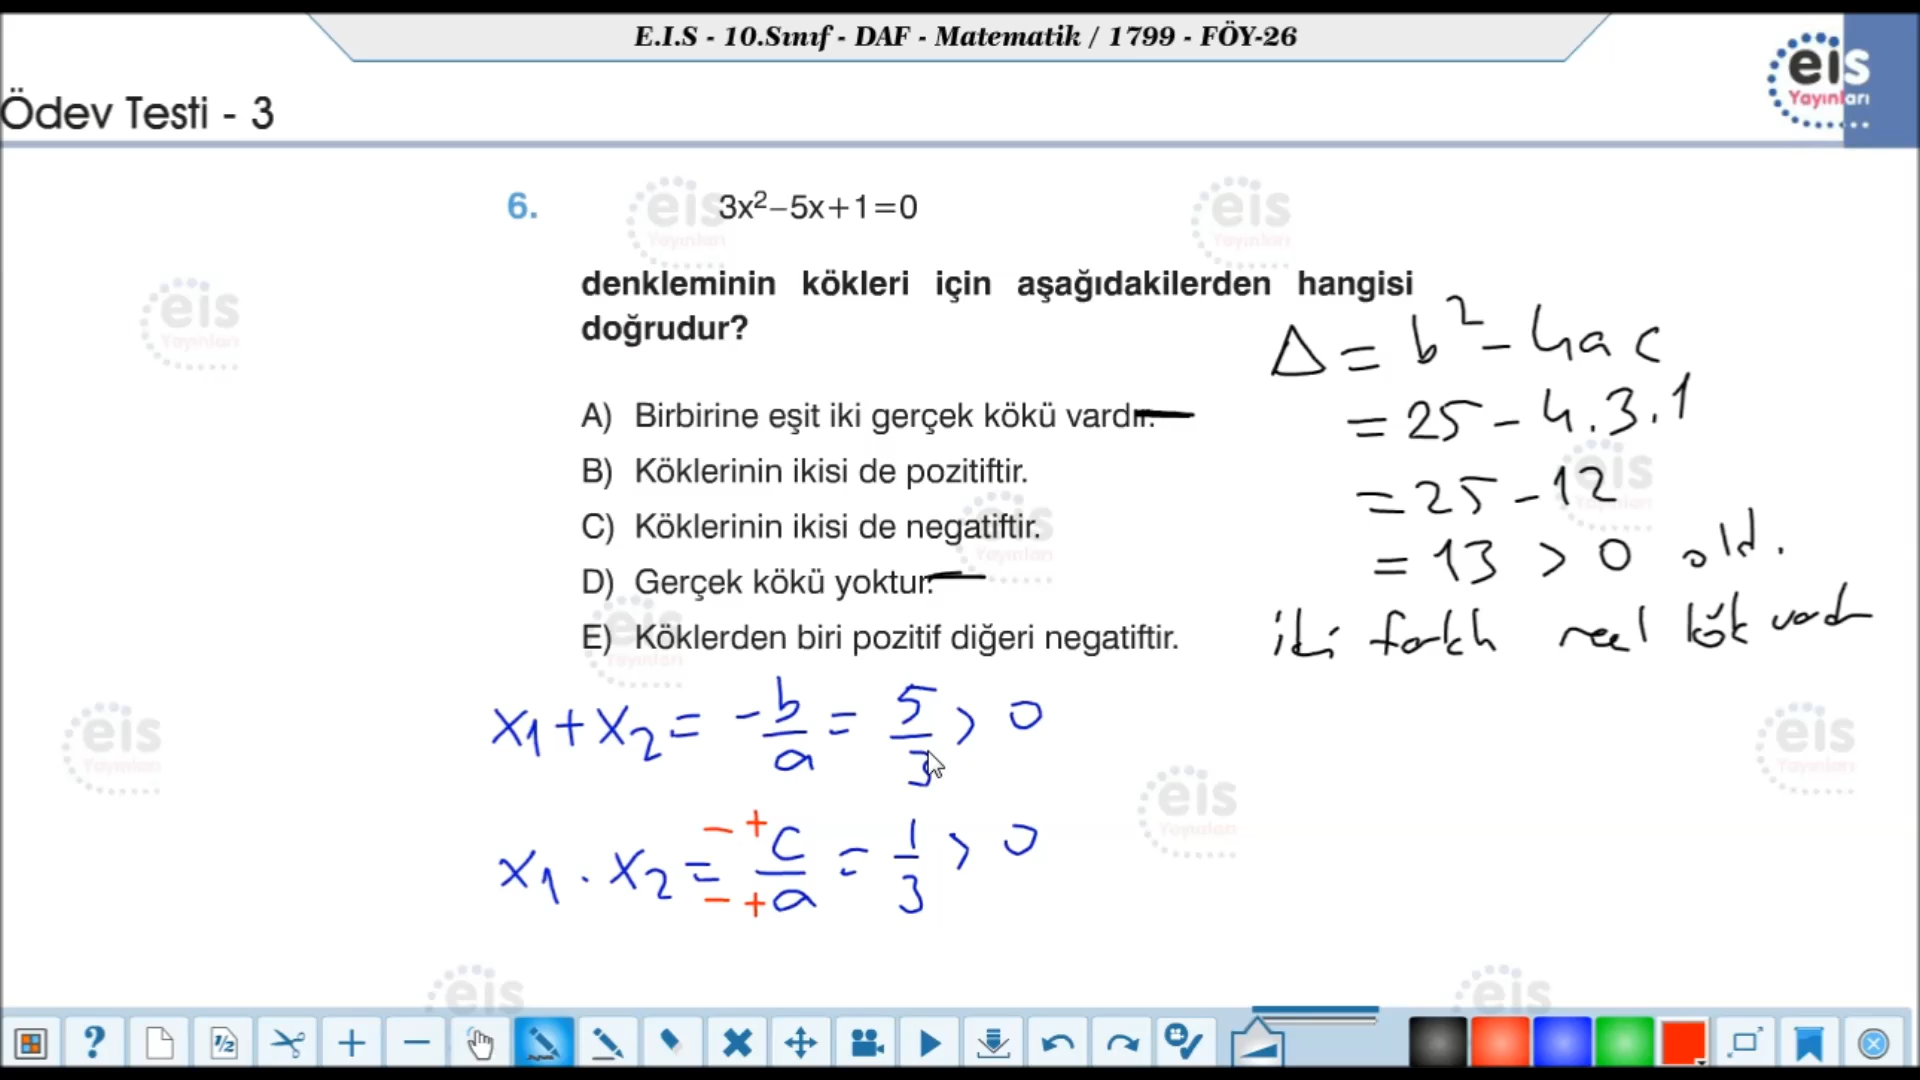 E.I.S - 10.Sınıf - DAF - Matematik / 1799 - FÖY-26
eis
Yayınları
Ödev Testi - 3
6. 3x²−5x+1=0
denkleminin kökleri için aşağıdakilerden hangisi
doğrudur?
A) Birbirine eşit iki gerçek kökü vardır.
B) Köklerinin ikisi de pozitiftir.
C) Köklerinin ikisi de negatiftir.
D) Gerçek kökü yoktur.
E) Köklerden biri pozitif diğeri negatiftir.
Δ = b² - 4ac
= 25 - 4.3.1
= 25 - 12
= 13 > 0 old.
iki farklı reel kök vardır
x₁ + x₂ = -b/a = 5/3 > 0
x₁ . x₂ = c/a = 1/3 > 0
- +
- +
? 1/2